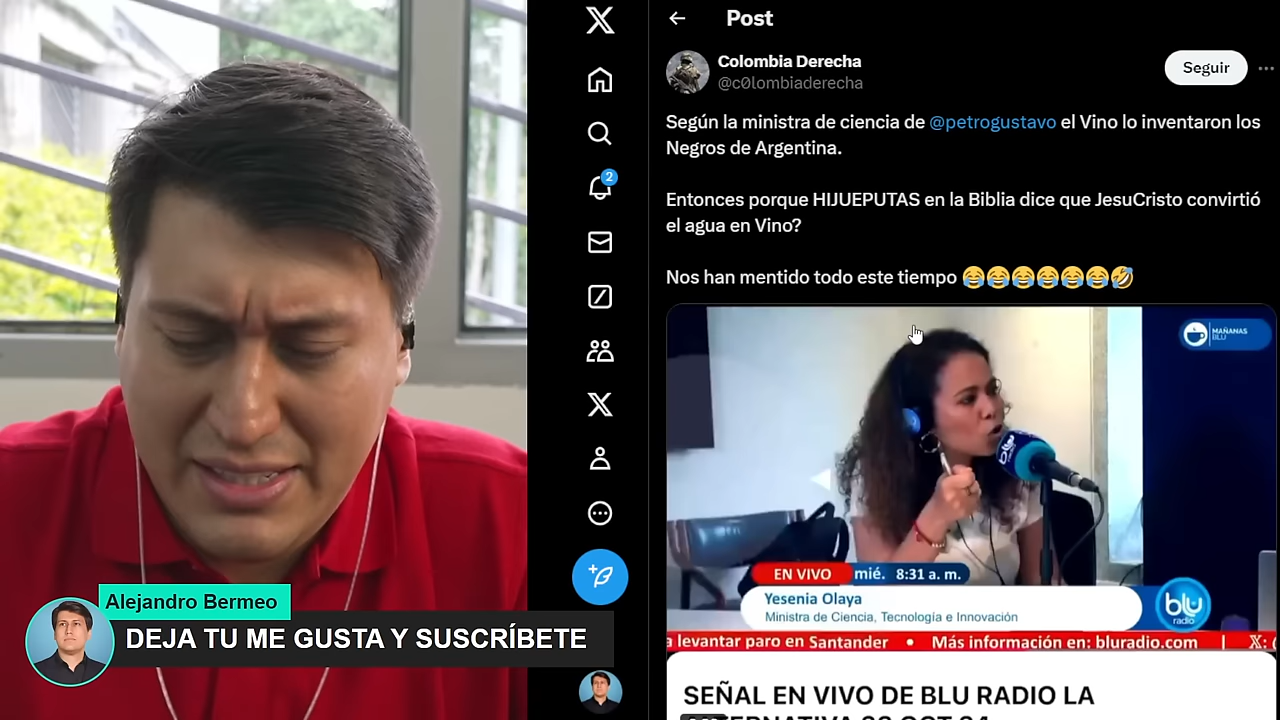 Post
Colombia Derecha
@c0lombiaderecha
Seguir
2
Según la ministra de ciencia de @petrogustavo el Vino lo inventaron los
Negros de Argentina.
Entonces porque HIJUEPUTAS en la Biblia dice que JesuCristo convirtió
el agua en Vino?
Nos han mentido todo este tiempo 😂😂😂😂😂😂🤣
MAÑANAS
BLU
blu
EN VIVO mié. 8:31 a. m.
Yesenia Olaya
Ministra de Ciencia, Tecnología e Innovación
blu
radio
a levantar paro en Santander • Más información en: bluradio.com | X:
SEÑAL EN VIVO DE BLU RADIO LA
Alejandro Bermeo
DEJA TU ME GUSTA Y SUSCRÍBETE